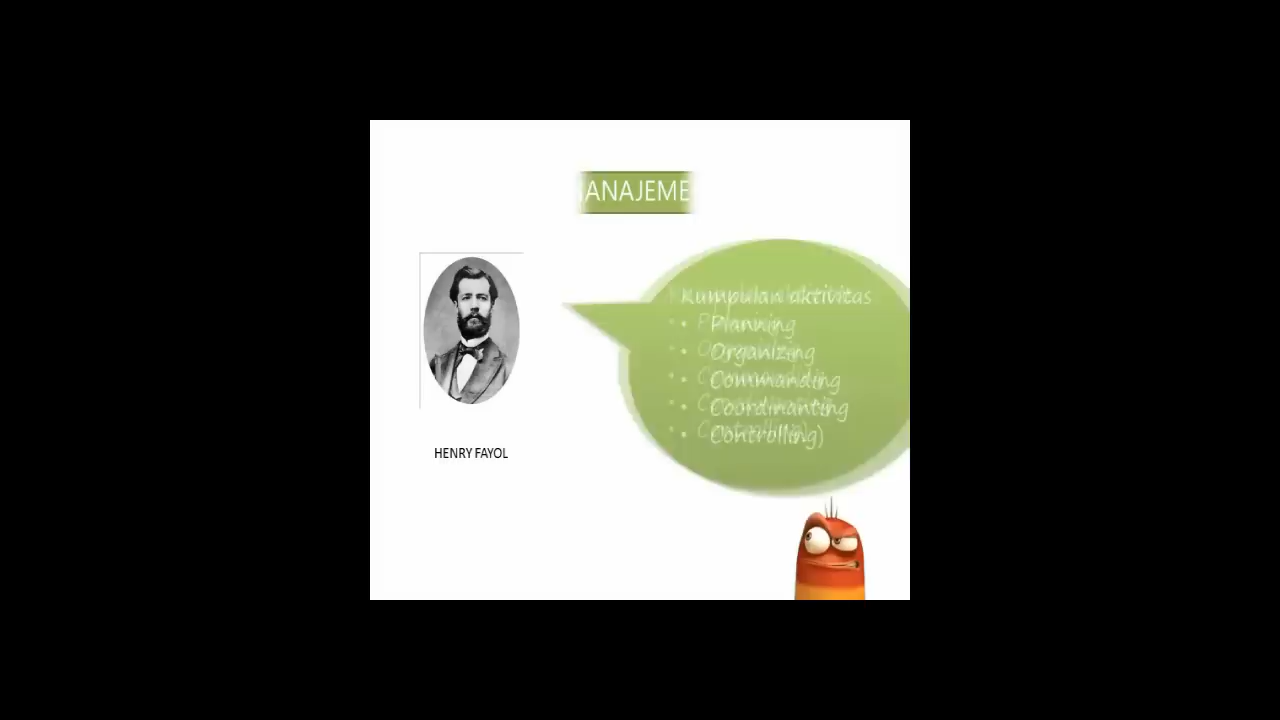 ANAJEME
Kumpulan aktivitas
• Planning
• Organizing
• Commanding
• Coordinanting
• Controlling)
HENRY FAYOL